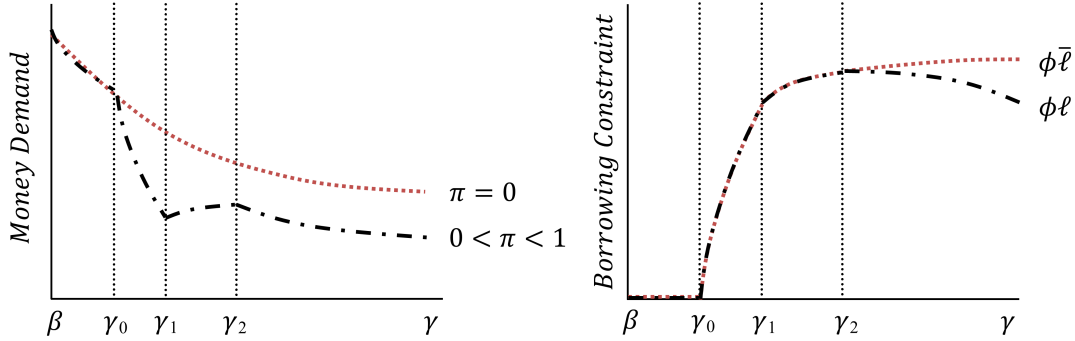 Money Demand
π = 0
0 < π < 1
β γ₀ γ₁ γ₂ γ
Borrowing Constraint
ϕℓ̅
ϕℓ
β γ₀ γ₁ γ₂ γ